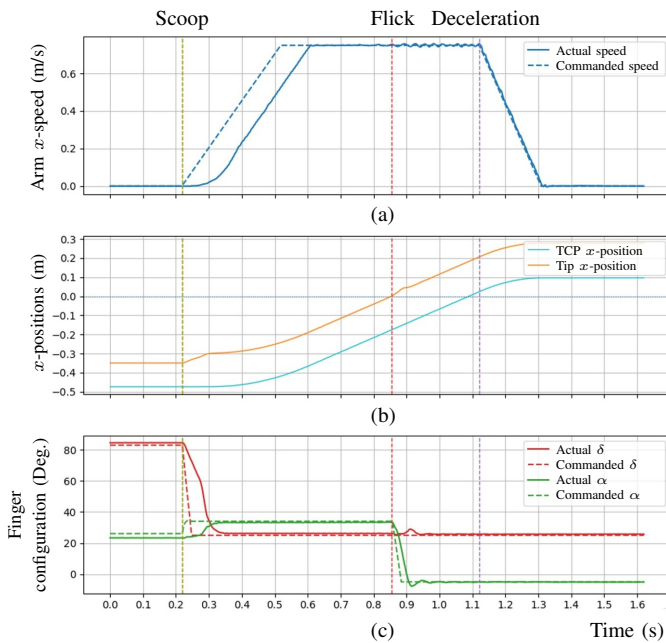 Scoop Flick Deceleration
Arm x-speed (m/s)
0.6
0.4
0.2
0.0
Actual speed
Commanded speed
(a)
x-positions (m)
0.3
0.2
0.1
0.0
−0.1
−0.2
−0.3
−0.4
−0.5
TCP x-position
Tip x-position
(b)
Finger
configuration (Deg.)
80
60
40
20
0
Actual δ
Commanded δ
Actual α
Commanded α
0.0 0.1 0.2 0.3 0.4 0.5 0.6 0.7 0.8 0.9 1.0 1.1 1.2 1.3 1.4 1.5 1.6
(c) Time (s)